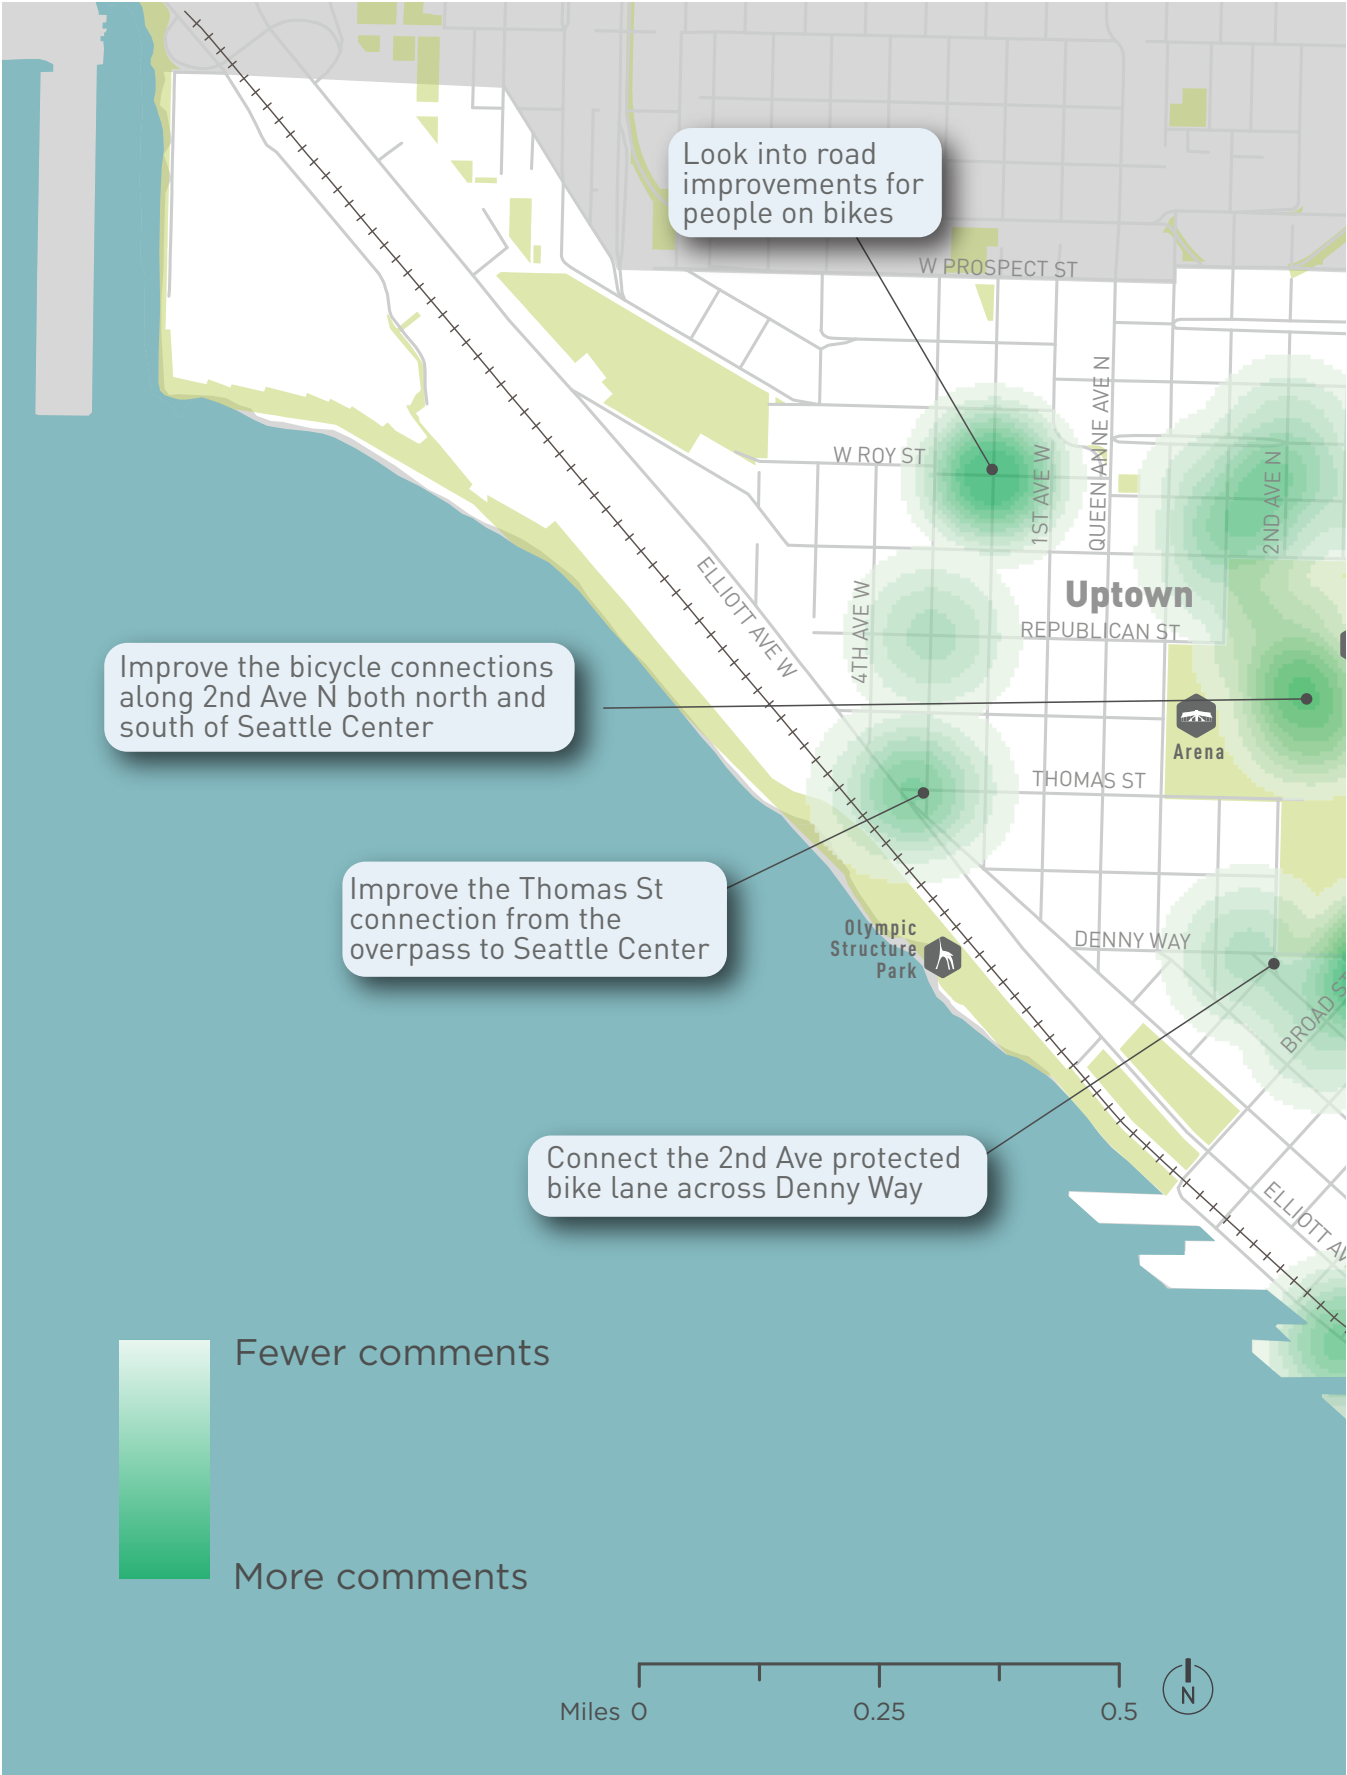 Look into road
improvements for
people on bikes
W PROSPECT ST
W ROY ST
1ST AVE W
QUEEN ANNE AVE N
2ND AVE N
ELLIOTT AVE W
4TH AVE W
Uptown
REPUBLICAN ST
Improve the bicycle connections
along 2nd Ave N both north and
south of Seattle Center
Arena
THOMAS ST
Improve the Thomas St
connection from the
overpass to Seattle Center
Olympic
Structure
Park
DENNY WAY
BROAD ST
Connect the 2nd Ave protected
bike lane across Denny Way
ELLIOTT AV
Fewer comments
More comments
Miles 0 0.25 0.5
N